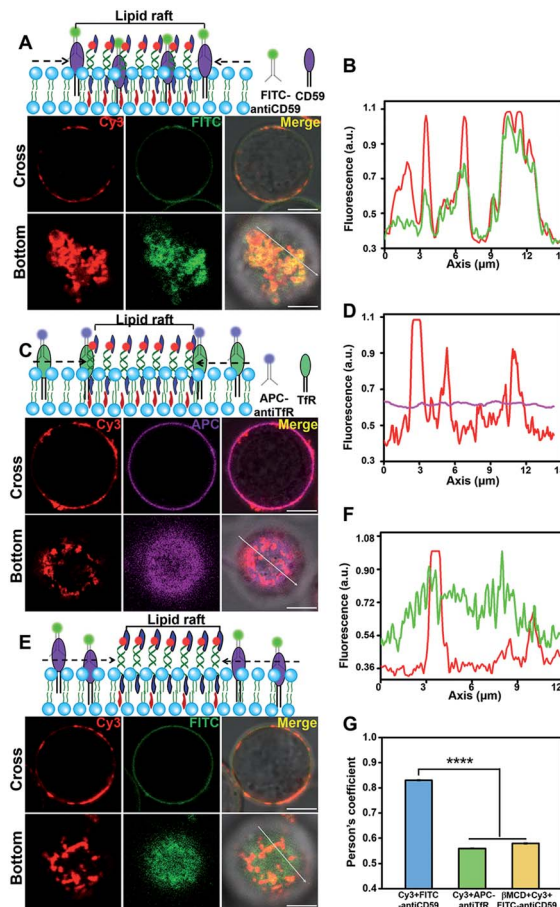 Lipid raft
A
FITC-
antiCD59
CD59
Cy3
FITC
Merge
Cross
Bottom
B
Fluorescence (a.u.)
1.1
0.9
0.7
0.5
0.3
0 3 6 9 12 15
Axis (μm)
Lipid raft
C
APC-
antiTfR
TfR
Cy3
APC
Merge
Cross
Bottom
D
Fluorescence (a.u.)
1.1
0.9
0.7
0.5
0.3
0 3 6 9 12
Axis (μm)
Lipid raft
E
Cy3
FITC
Merge
Cross
Bottom
F
Fluorescence (a.u.)
1.08
0.90
0.72
0.54
0.36
0 3 6 9 12
Axis (μm)
G
Person's coefficient
1.0
0.9
0.8
0.7
0.6
0.5
0.4
****
Cy3+FITC
-antiCD59
Cy3+APC-
antiTfR
βMCD+Cy3+
FITC-antiCD59